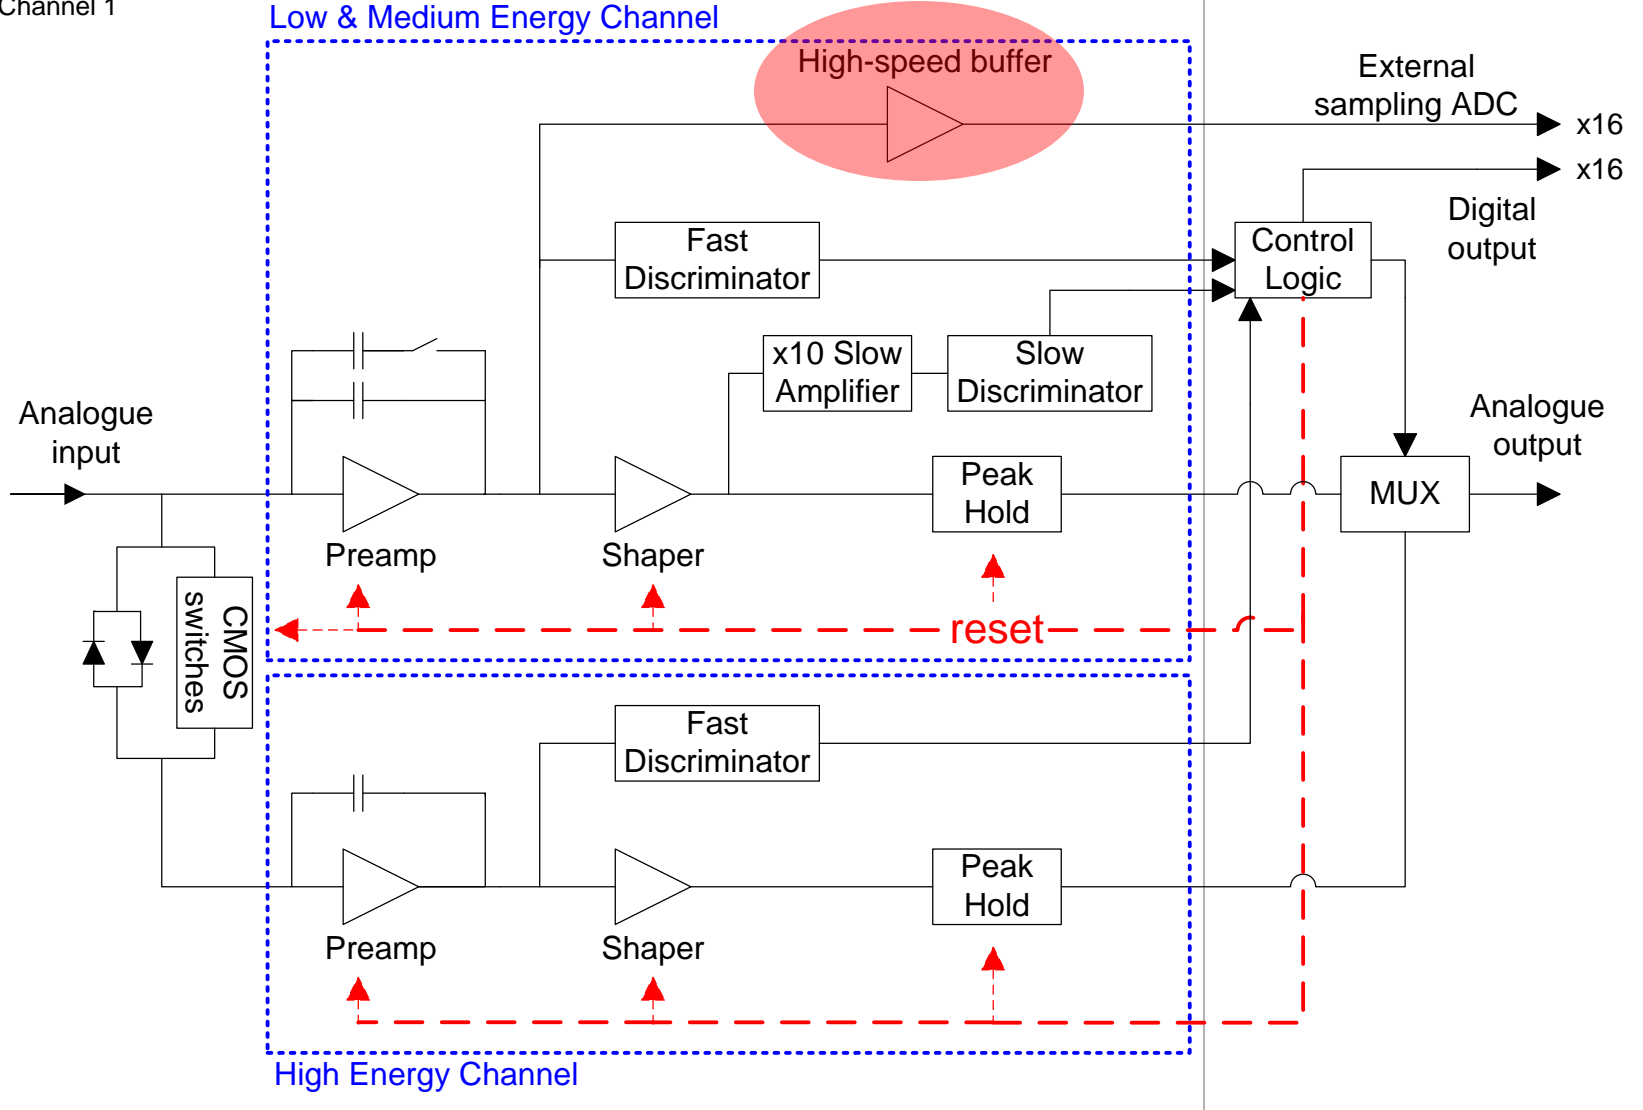 Channel 1
Low & Medium Energy Channel
High-speed buffer
External
sampling ADC
x16
x16
Digital
output
Fast
Discriminator
Control
Logic
x10 Slow
Amplifier
Slow
Discriminator
Analogue
input
Analogue
output
Peak
Hold
MUX
Preamp
Shaper
CMOS
switches
reset
Fast
Discriminator
Peak
Hold
Preamp
Shaper
High Energy Channel